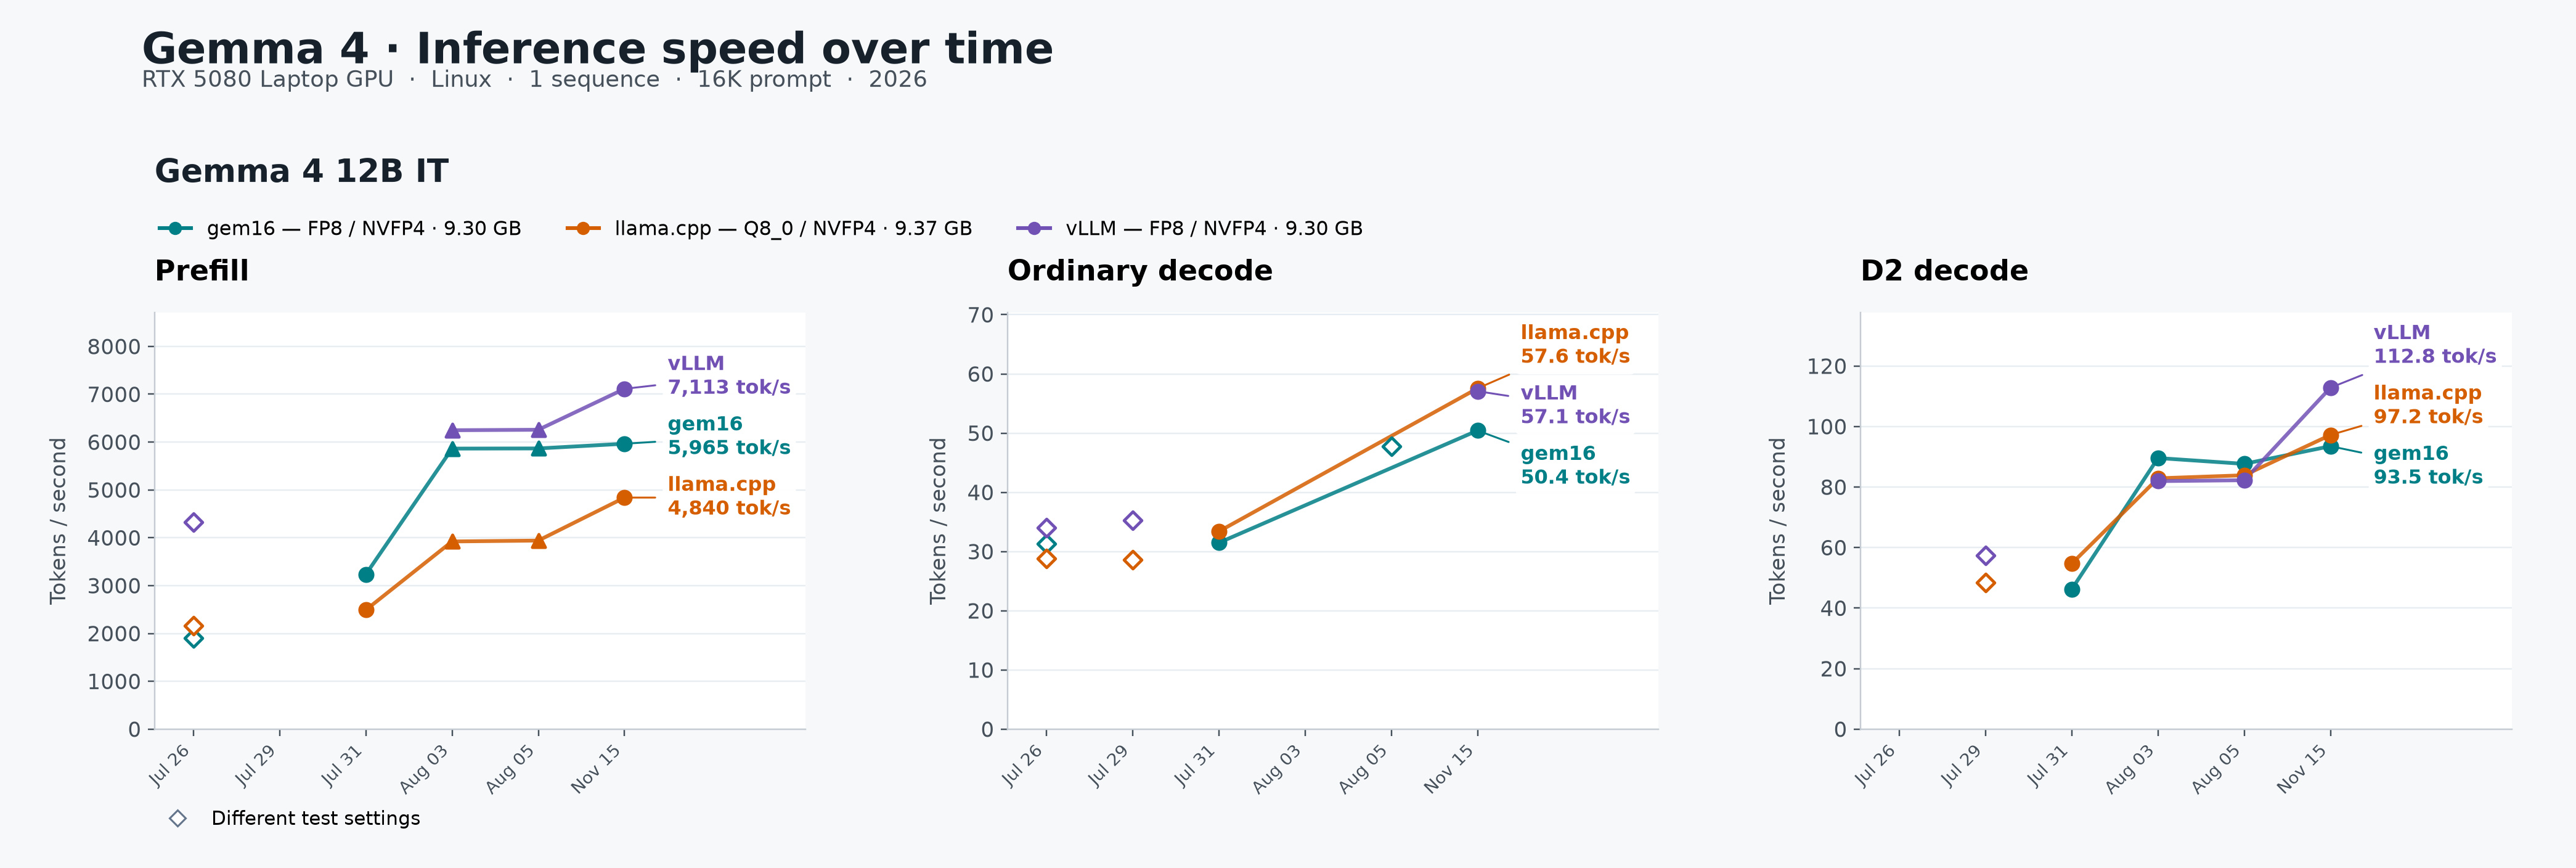 Gemma 4 · Inference speed over time
RTX 5080 Laptop GPU · Linux · 1 sequence · 16K prompt · 2026
Gemma 4 12B IT
gem16 — FP8 / NVFP4 · 9.30 GB
llama.cpp — Q8_0 / NVFP4 · 9.37 GB
vLLM — FP8 / NVFP4 · 9.30 GB
Prefill
Tokens / second
8000
7000
6000
5000
4000
3000
2000
1000
0
vLLM
7,113 tok/s
gem16
5,965 tok/s
llama.cpp
4,840 tok/s
Jul 26
Jul 29
Jul 31
Aug 03
Aug 05
Nov 15
Different test settings
Ordinary decode
Tokens / second
70
60
50
40
30
20
10
0
llama.cpp
57.6 tok/s
vLLM
57.1 tok/s
gem16
50.4 tok/s
Jul 26
Jul 29
Jul 31
Aug 03
Aug 05
Nov 15
D2 decode
Tokens / second
120
100
80
60
40
20
0
vLLM
112.8 tok/s
llama.cpp
97.2 tok/s
gem16
93.5 tok/s
Jul 26
Jul 29
Jul 31
Aug 03
Aug 05
Nov 15